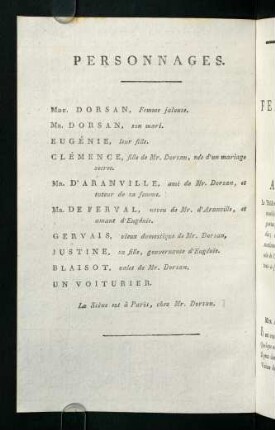 PERSONNAGES.
Mde. DORSAN, Femme jalouse.
Mr. DORSAN, son mari.
EUGÉNIE, leur fille.
CLÉMENCE, fille de Mr. Dorsan, née d'un mariage
secret.
Mr. D'ARANVILLE, ami de Mr. Dorsan, et
tuteur de sa femme.
Mr. DE FERVAL, neveu de Mr. d'Aranville, et
amant d'Eugénie.
GERVAIS, vieux domestique de Mr. Dorsan,
JUSTINE, sa fille, gouvernante d'Eugénie.
BLAISOT, valet de Mr. Dorsan.
UN VOITURIER.
La Scène est à Paris, chez Mr. Dorsan.